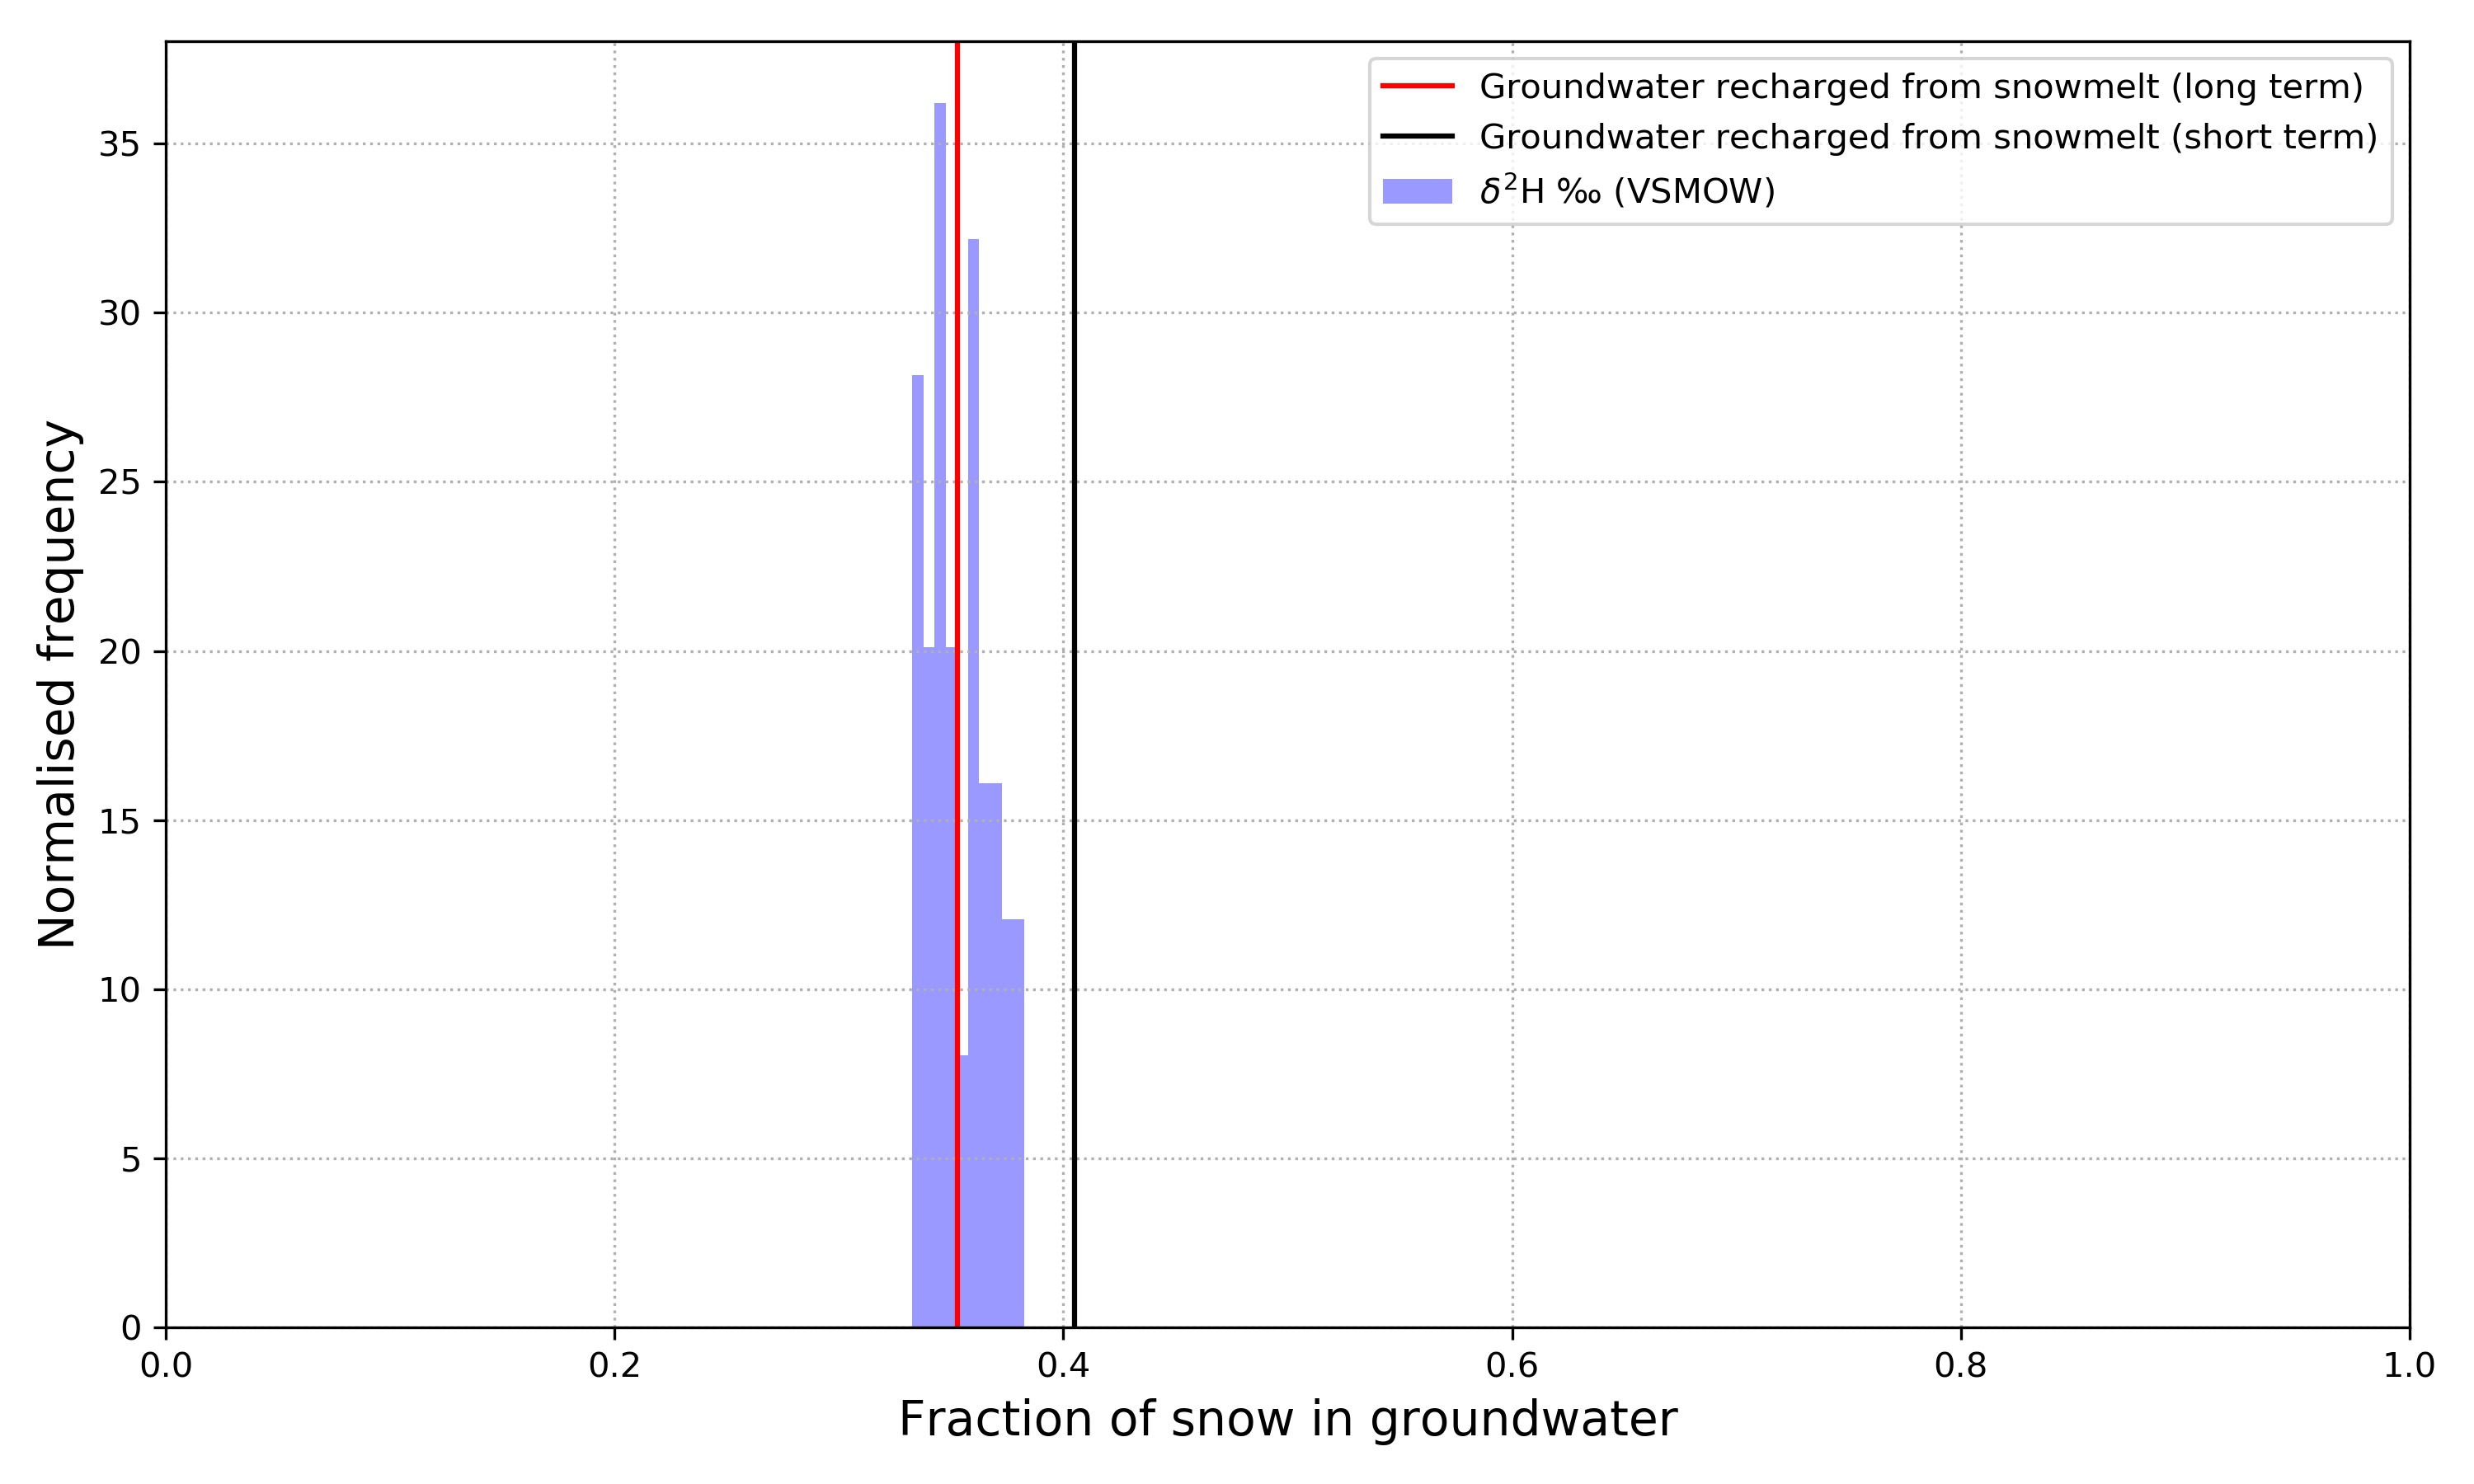 Groundwater recharged from snowmelt (long term)
Groundwater recharged from snowmelt (short term)
δ²H ‰ (VSMOW)
Normalised frequency
35
30
25
20
15
10
5
0
0.0 0.2 0.4 0.6 0.8 1.0
Fraction of snow in groundwater